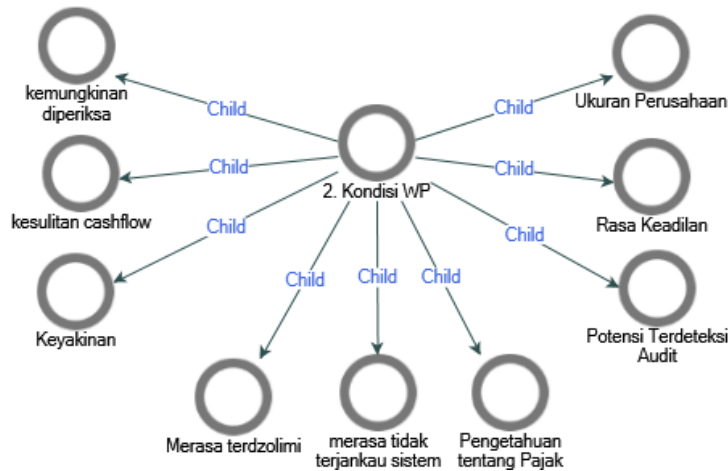 kemungkinan
diperiksa
Child
Child
Ukuran Perusahaan
2. Kondisi WP
kesulitan cashflow
Child
Child
Rasa Keadilan
Child
Child
Keyakinan
Child
Child
Child
Potensi Terdeteksi
Audit
Merasa terdzolimi
merasa tidak
terjankau sistem
Pengetahuan
tentang Pajak